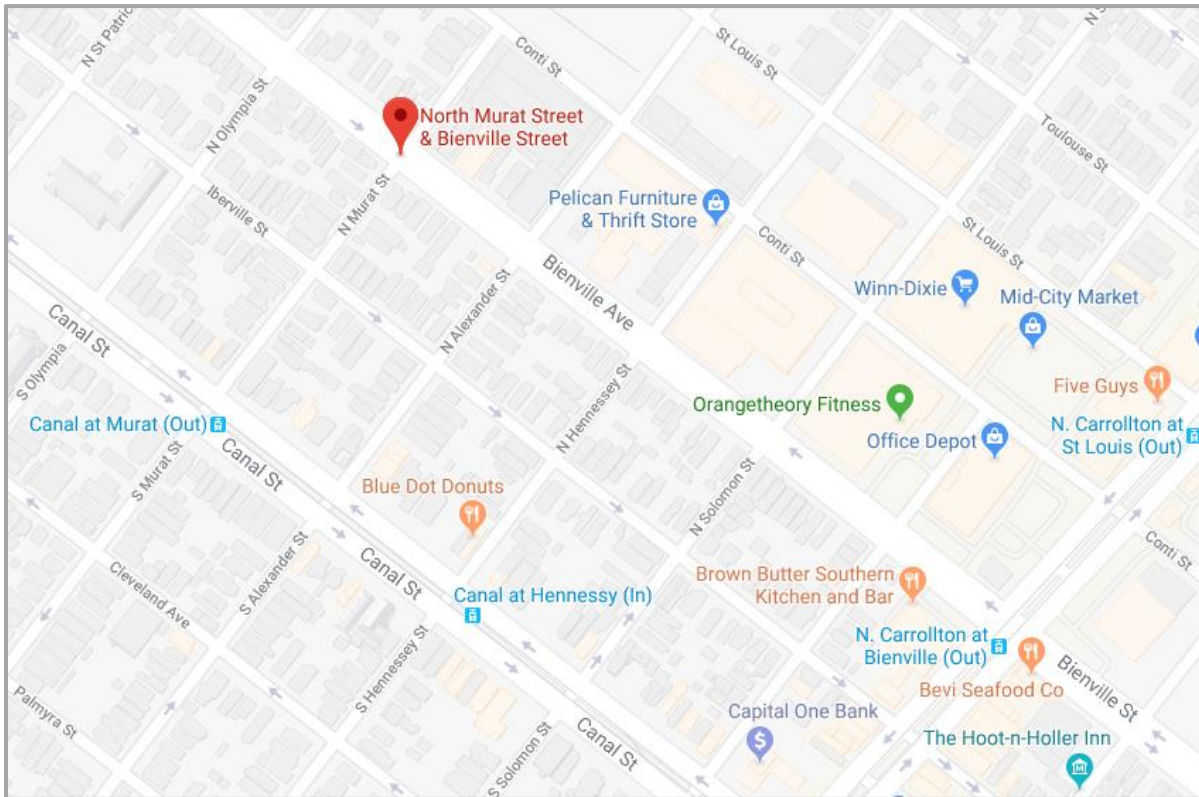 N St Patric
Conti St
St Louis St
N S
N Olympia St
North Murat Street
& Bienville Street
Toulouse St
Iberville St
N Murat St
Pelican Furniture
& Thrift Store
Conti St
St Louis St
Bienville Ave
N Alexander St
Winn-Dixie
Mid-City Market
Canal St
S Olympia
N Hennessey St
Five Guys
Orangetheory Fitness
Canal at Murat (Out)
Office Depot
N. Carrollton at
St Louis (Out)
Canal St
S Murat St
Blue Dot Donuts
N Solomon St
Conti St
S Alexander St
Canal St
Cleveland Ave
Brown Butter Southern
Kitchen and Bar
Canal at Hennessy (In)
N. Carrollton at
Bienville (Out)
S Hennessey St
Bevi Seafood Co
Bienville St
Palmyra St
Capital One Bank
$
Canal St
The Hoot-n-Holler Inn
S Solomon St